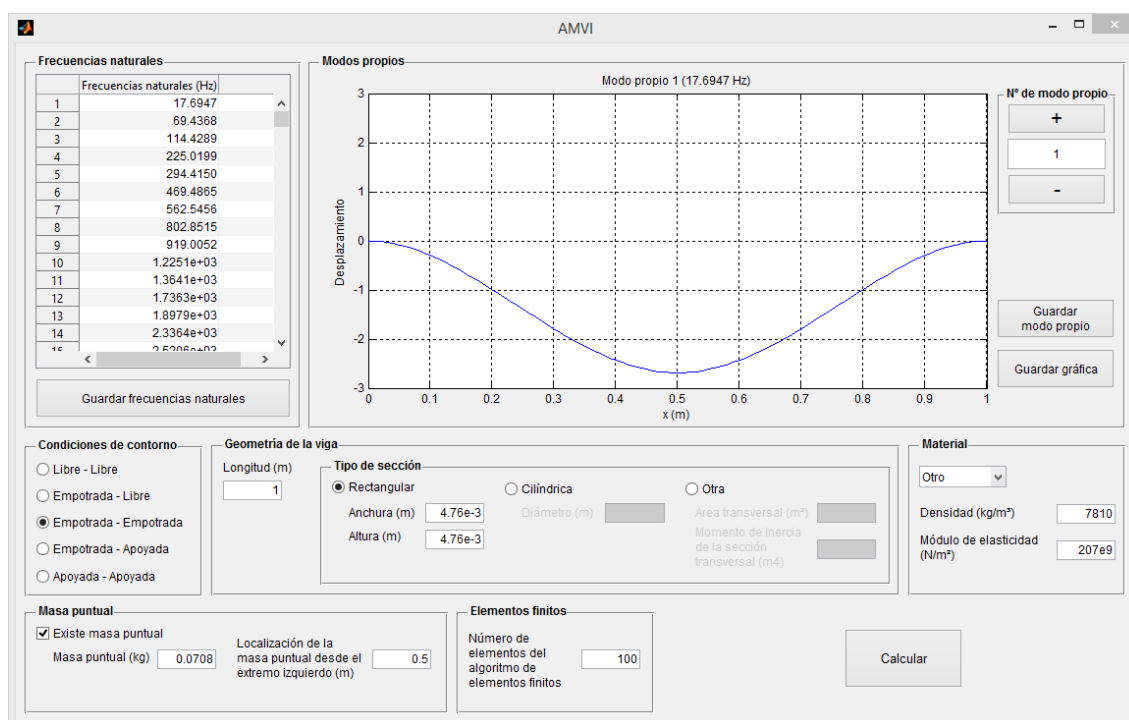 AMVI
Frecuencias naturales
Frecuencias naturales (Hz)
1 17.6947
2 69.4368
3 114.4289
4 225.0199
5 294.4150
6 469.4865
7 562.5456
8 802.8515
9 919.0052
10 1.2251e+03
11 1.3641e+03
12 1.7363e+03
13 1.8979e+03
14 2.3364e+03
Guardar frecuencias naturales
Modos propios
Modo propio 1 (17.6947 Hz)
3
2
1
0
-1
-2
-3
Desplazamiento
0 0.1 0.2 0.3 0.4 0.5 0.6 0.7 0.8 0.9 1
x (m)
Nº de modo propio
+
1
-
Guardar
modo propio
Guardar gráfica
Condiciones de contorno
Libre - Libre
Empotrada - Libre
Empotrada - Empotrada
Empotrada - Apoyada
Apoyada - Apoyada
Geometría de la viga
Longitud (m)
1
Tipo de sección
Rectangular
Anchura (m) 4.76e-3
Altura (m) 4.76e-3
Cilíndrica
Diámetro (m)
Otra
Area transversal (m²)
Momento de inercia
de la sección
transversal (m4)
Material
Otro
Densidad (kg/m³) 7810
Módulo de elasticidad
(N/m²) 207e9
Masa puntual
Existe masa puntual
Masa puntual (kg) 0.0708
Localización de la
masa puntual desde el
extremo izquierdo (m) 0.5
Elementos finitos
Número de
elementos del
algoritmo de
elementos finitos
100
Calcular